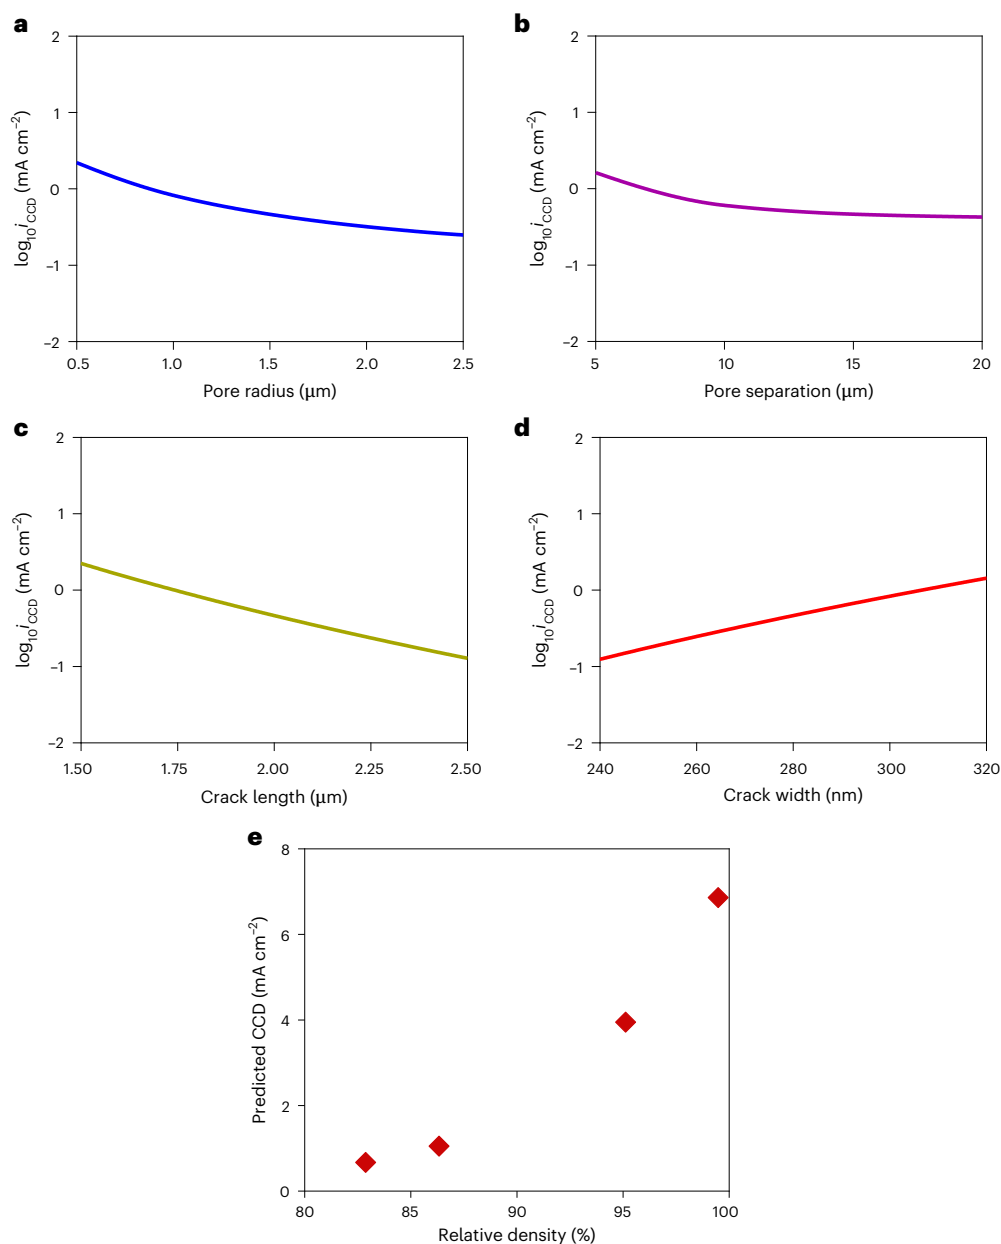 a
2
1
0
−1
−2
log10 iCCD (mA cm−2)
0.5 1.0 1.5 2.0 2.5
Pore radius (μm)
b
2
1
0
−1
−2
log10 iCCD (mA cm−2)
5 10 15 20
Pore separation (μm)
c
2
1
0
−1
−2
log10 iCCD (mA cm−2)
1.50 1.75 2.00 2.25 2.50
Crack length (μm)
d
2
1
0
−1
−2
log10 iCCD (mA cm−2)
240 260 280 300 320
Crack width (nm)
e
8
6
4
2
0
Predicted CCD (mA cm−2)
80 85 90 95 100
Relative density (%)